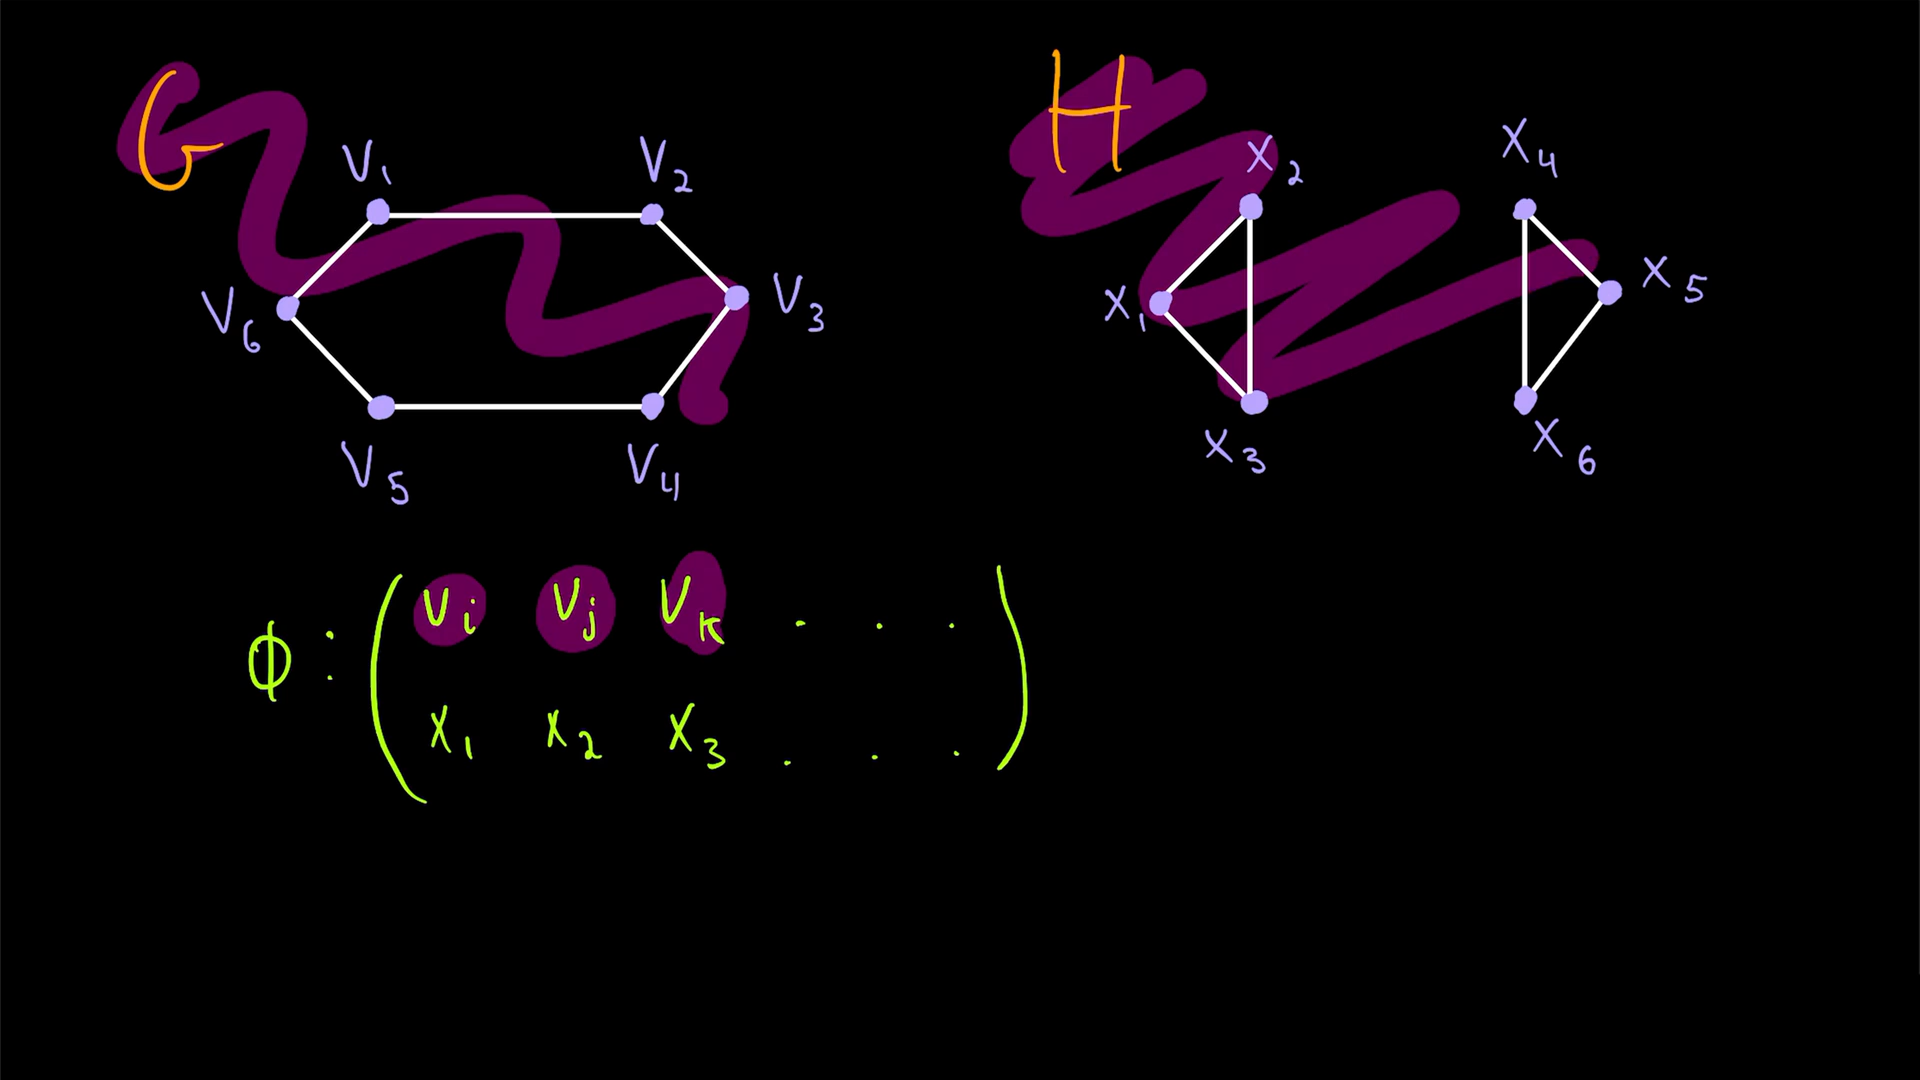 G
H
V₁ V₂
V₆ V₃
V₅ V₄
X₂ X₄
X₁ X₅
X₃ X₆
Φ : ( Vᵢ Vⱼ Vₖ . . .
X₁ X₂ X₃ . . . )